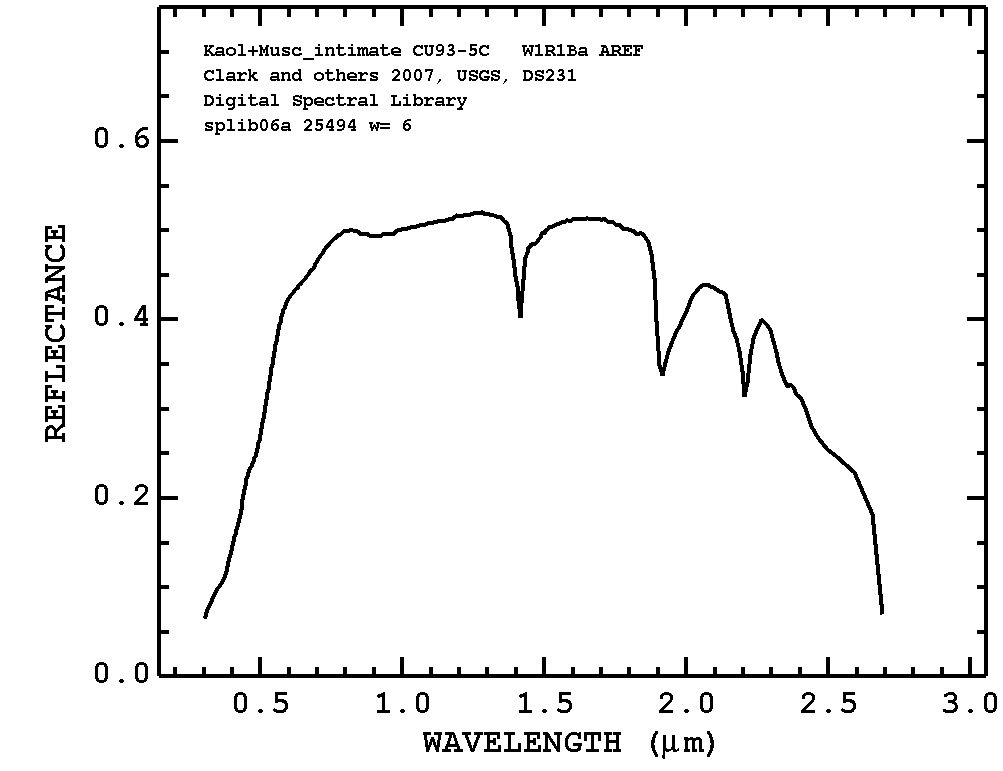 Kaol+Musc_intimate CU93-5C W1R1Ba AREF
Clark and others 2007, USGS, DS231
Digital Spectral Library
splib06a 25494 w= 6
0.6
0.4
0.2
0.0
REFLECTANCE
0.5 1.0 1.5 2.0 2.5 3.0
WAVELENGTH (μm)